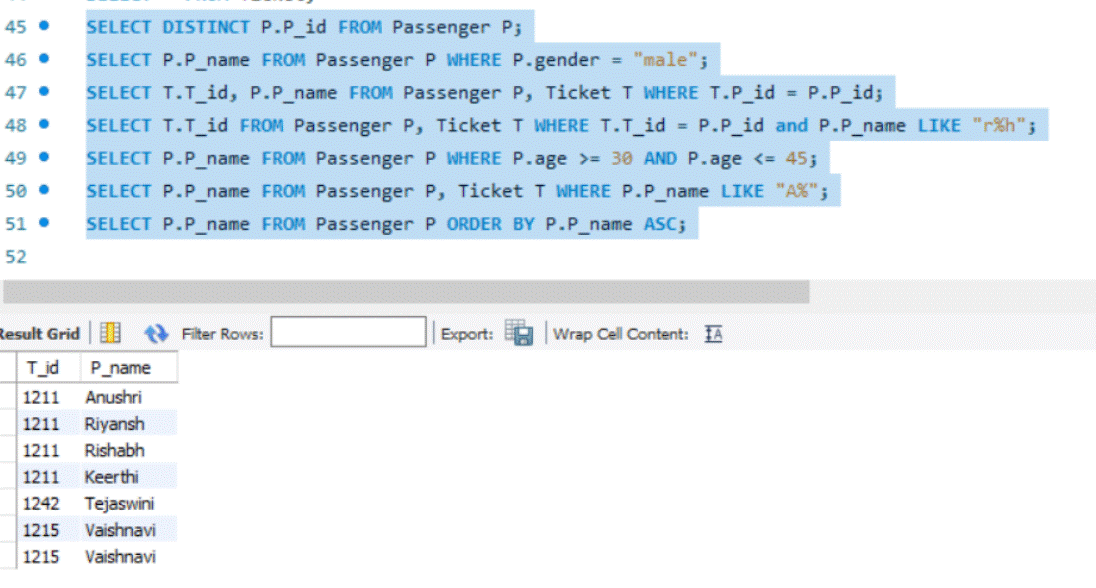 45 SELECT DISTINCT P.P_id FROM Passenger P;
46 SELECT P.P_name FROM Passenger P WHERE P.gender = "male";
47 SELECT T.T_id, P.P_name FROM Passenger P, Ticket T WHERE T.P_id = P.P_id;
48 SELECT T.T_id FROM Passenger P, Ticket T WHERE T.T_id = P.P_id and P.P_name LIKE "r%h";
49 SELECT P.P_name FROM Passenger P WHERE P.age >= 30 AND P.age <= 45;
50 SELECT P.P_name FROM Passenger P, Ticket T WHERE P.P_name LIKE "A%";
51 SELECT P.P_name FROM Passenger P ORDER BY P.P_name ASC;
52
Result Grid Filter Rows: Export: Wrap Cell Content:
T_id P_name
1211 Anushri
1211 Riyansh
1211 Rishabh
1211 Keerthi
1242 Tejaswini
1215 Vaishnavi
1215 Vaishnavi